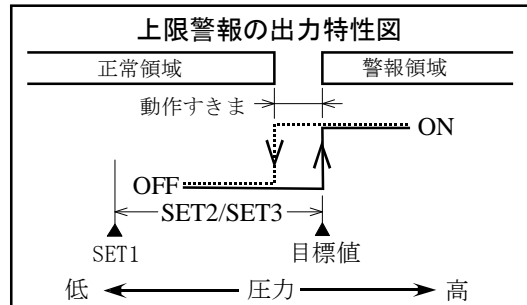 上限警報の出力特性図
正常領域 警報領域
動作すきま
ON
OFF
SET2/SET3
SET1 目標値
低 圧力 高